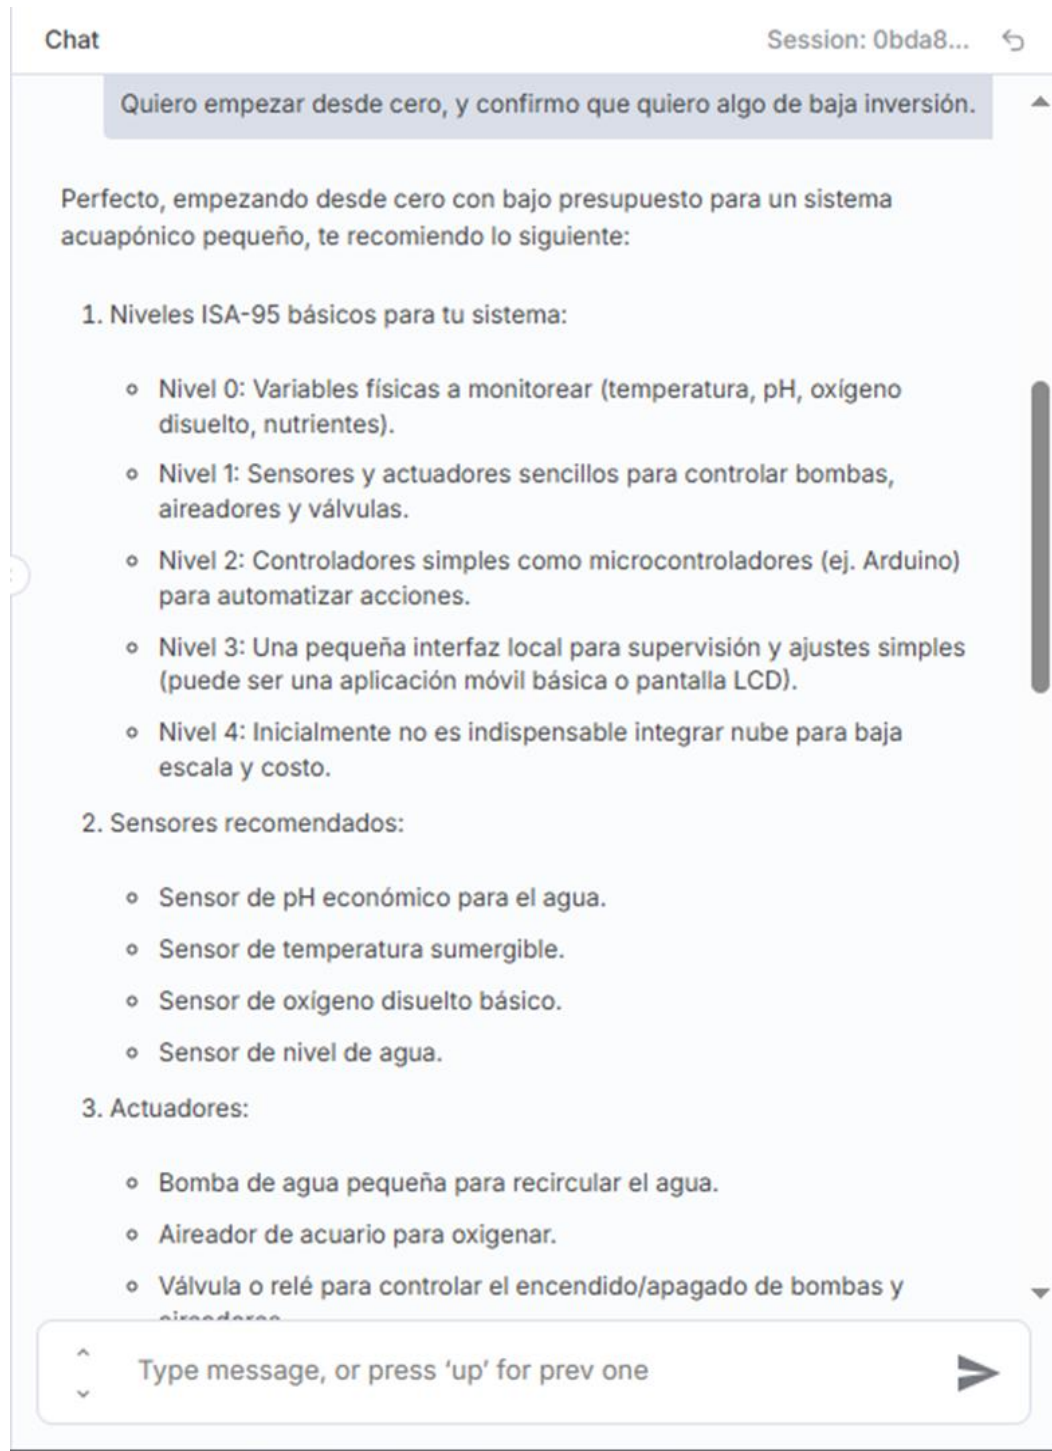 Chat
Session: 0bda8...
Quiero empezar desde cero, y confirmo que quiero algo de baja inversión.
Perfecto, empezando desde cero con bajo presupuesto para un sistema
acuapónico pequeño, te recomiendo lo siguiente:
1. Niveles ISA-95 básicos para tu sistema:
Nivel 0: Variables físicas a monitorear (temperatura, pH, oxígeno
disuelto, nutrientes).
Nivel 1: Sensores y actuadores sencillos para controlar bombas,
aireadores y válvulas.
Nivel 2: Controladores simples como microcontroladores (ej. Arduino)
para automatizar acciones.
Nivel 3: Una pequeña interfaz local para supervisión y ajustes simples
(puede ser una aplicación móvil básica o pantalla LCD).
Nivel 4: Inicialmente no es indispensable integrar nube para baja
escala y costo.
2. Sensores recomendados:
Sensor de pH económico para el agua.
Sensor de temperatura sumergible.
Sensor de oxígeno disuelto básico.
Sensor de nivel de agua.
3. Actuadores:
Bomba de agua pequeña para recircular el agua.
Aireador de acuario para oxigenar.
Válvula o relé para controlar el encendido/apagado de bombas y
Type message, or press ‘up’ for prev one